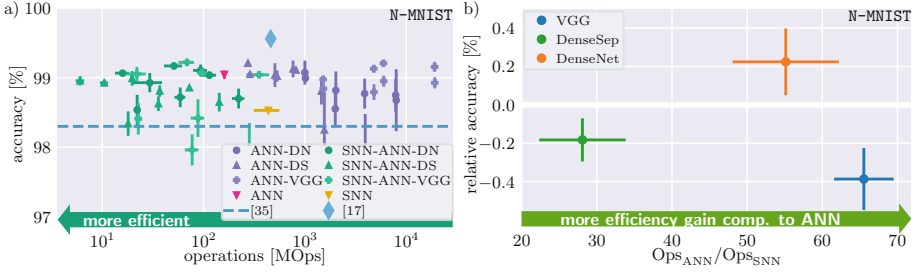 a)
N-MNIST
100
99
98
97
accuracy [%]
ANN-DN
ANN-DS
ANN-VGG
ANN
[35]
SNN-ANN-DN
SNN-ANN-DS
SNN-ANN-VGG
SNN
[17]
more efficient
10¹
10²
10³
10⁴
operations [MOps]
b)
N-MNIST
VGG
DenseSep
DenseNet
0.4
0.2
0.0
−0.2
−0.4
relative accuracy [%]
more efficiency gain comp. to ANN
20 30 40 50 60 70
Ops_ANN/Ops_SNN